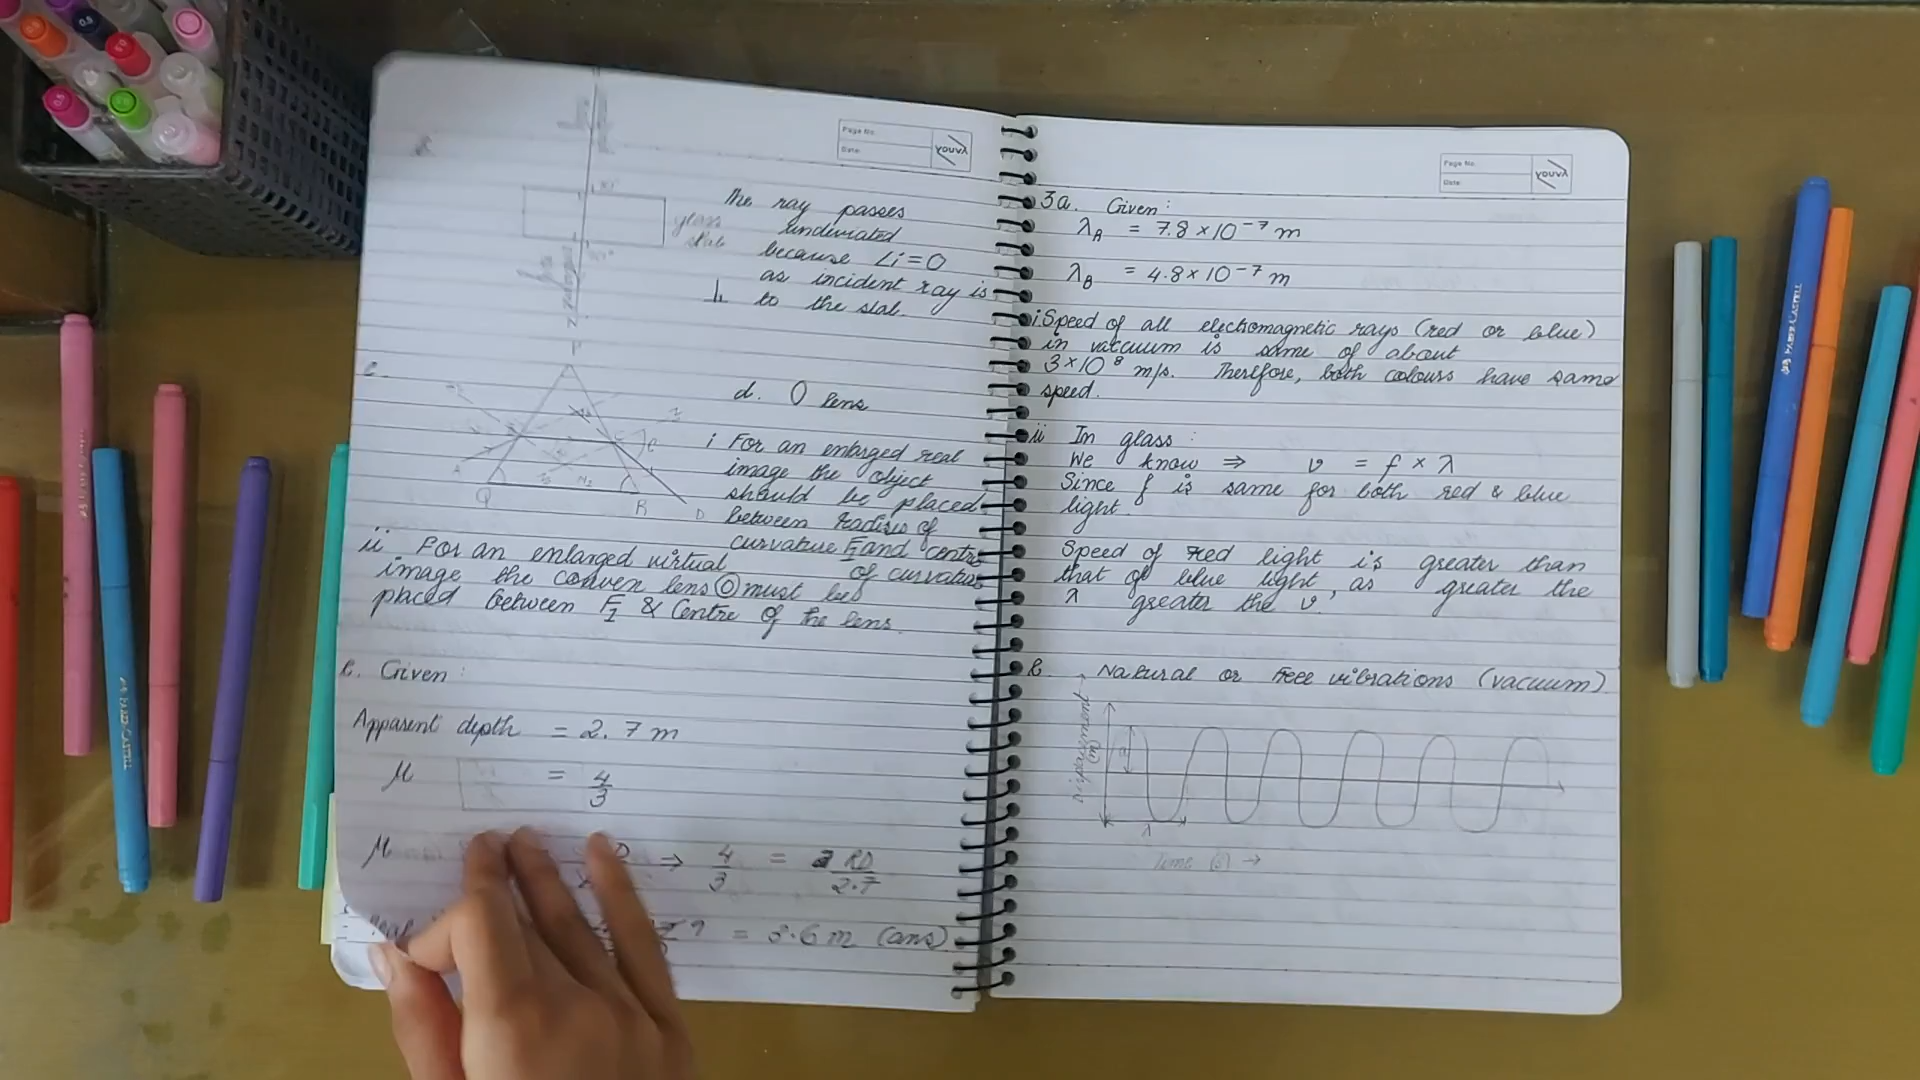 Page No.
Date:
youva
The ray passes
undeviated
because ∠i=0
as incident ray is
⊥ to the slab.
glass
slab
c.
Q
R
D
d. () lens
i For an enlarged real
image the object
should be placed
between radius of
curvature F and centre
of curvature
ii For an enlarged virtual
image the convex lens O must be
placed between F1 & Centre of the lens.
b. Given:
Apparent depth = 2.7 m
μ = 4/3
μ ⇒ 4/3 = RD/2.7
= 3.6 m (ans)
Page No.
Date:
youva
3a. Given:
λA = 7.8 × 10⁻⁷ m
λB = 4.8 × 10⁻⁷ m
i. Speed of all electromagnetic rays (red or blue)
in vaccuum is same of about
3×10⁸ m/s. Therefore, both colours have same
speed.
ii In glass:
We know ⇒ v = f × λ
Since f is same for both red & blue
light.
Speed of red light is greater than
that of blue light, as greater the
λ greater the v.
b. Natural or Free vibrations (vacuum)
Displacement (m) →
λ
Time (s) →